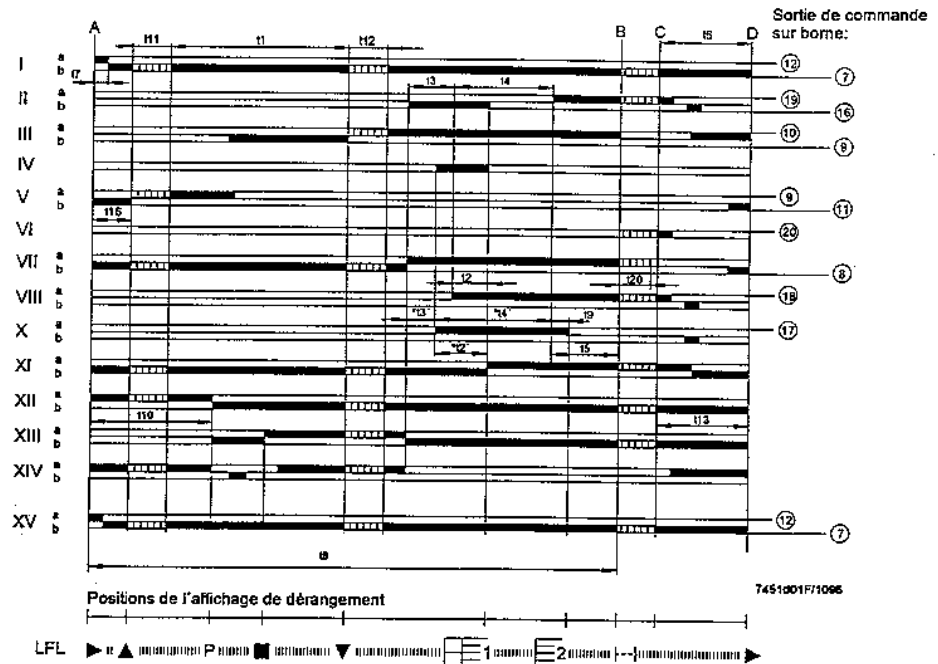 Sortie de commande
sur borne:
A B C D
t11 t1 t12 t6
I a b 12 7
t7
t3 t4
II a b 19 16
III a b 10 9
IV
V a b 9 11
t16
VI 20
VII a b 8
t2 t20
VIII a b 18
"t3" "t4" t9
X a b 17
"t2" t5
XI a b
XII a b
t10 t13
XIII a b
XIV a b
XV a b 12 7
7451d01F/1096
Positions de l'affichage de dérangement
LFL P 1 2